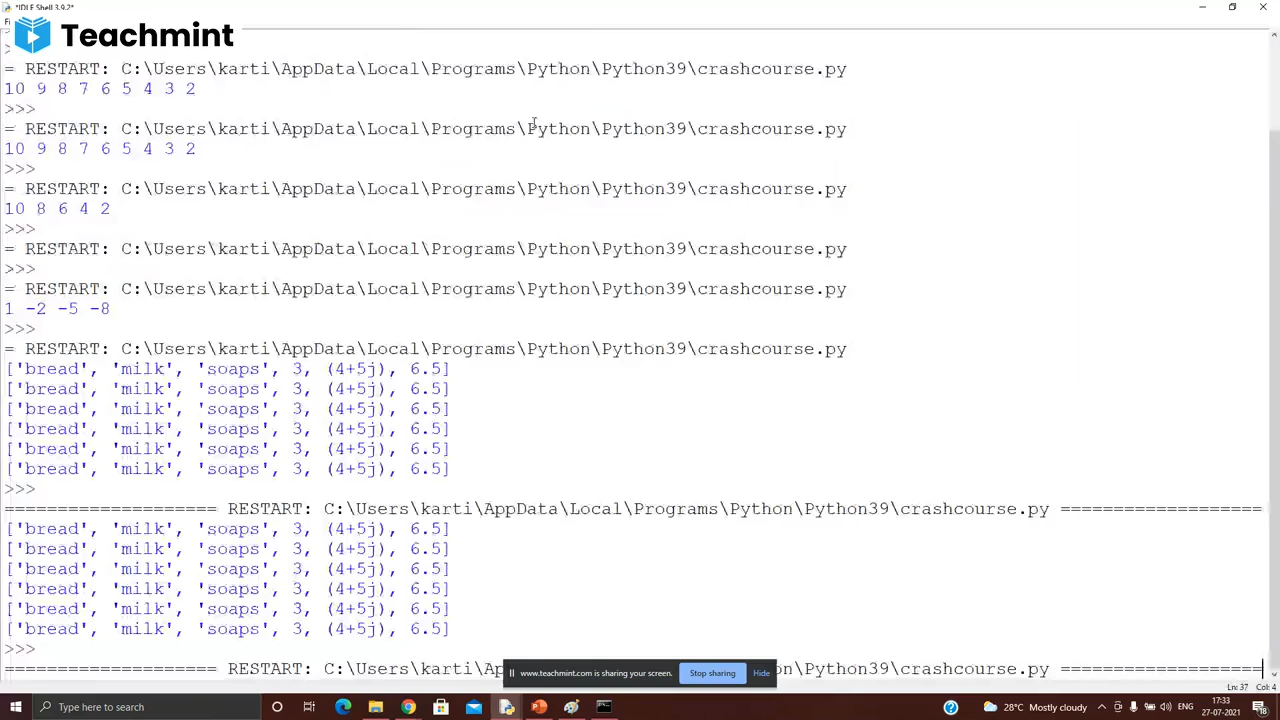 *IDLE Shell 3.9.2*
Teachmint
= RESTART: C:\Users\karti\AppData\Local\Programs\Python\Python39\crashcourse.py
10 9 8 7 6 5 4 3 2
>>>
= RESTART: C:\Users\karti\AppData\Local\Programs\Python\Python39\crashcourse.py
10 9 8 7 6 5 4 3 2
>>>
= RESTART: C:\Users\karti\AppData\Local\Programs\Python\Python39\crashcourse.py
10 8 6 4 2
>>>
= RESTART: C:\Users\karti\AppData\Local\Programs\Python\Python39\crashcourse.py
>>>
= RESTART: C:\Users\karti\AppData\Local\Programs\Python\Python39\crashcourse.py
1 -2 -5 -8
>>>
= RESTART: C:\Users\karti\AppData\Local\Programs\Python\Python39\crashcourse.py
['bread', 'milk', 'soaps', 3, (4+5j), 6.5]
['bread', 'milk', 'soaps', 3, (4+5j), 6.5]
['bread', 'milk', 'soaps', 3, (4+5j), 6.5]
['bread', 'milk', 'soaps', 3, (4+5j), 6.5]
['bread', 'milk', 'soaps', 3, (4+5j), 6.5]
['bread', 'milk', 'soaps', 3, (4+5j), 6.5]
>>>
==================== RESTART: C:\Users\karti\AppData\Local\Programs\Python\Python39\crashcourse.py ===================
['bread', 'milk', 'soaps', 3, (4+5j), 6.5]
['bread', 'milk', 'soaps', 3, (4+5j), 6.5]
['bread', 'milk', 'soaps', 3, (4+5j), 6.5]
['bread', 'milk', 'soaps', 3, (4+5j), 6.5]
['bread', 'milk', 'soaps', 3, (4+5j), 6.5]
['bread', 'milk', 'soaps', 3, (4+5j), 6.5]
>>>
==================== RESTART: C:\Users\karti\Ap on\Python39\crashcourse.py ===================
www.teachmint.com is sharing your screen. Stop sharing Hide
Ln: 37 Col: 4
Type here to search 28°C Mostly cloudy ENG 17:33
27-07-2021 18